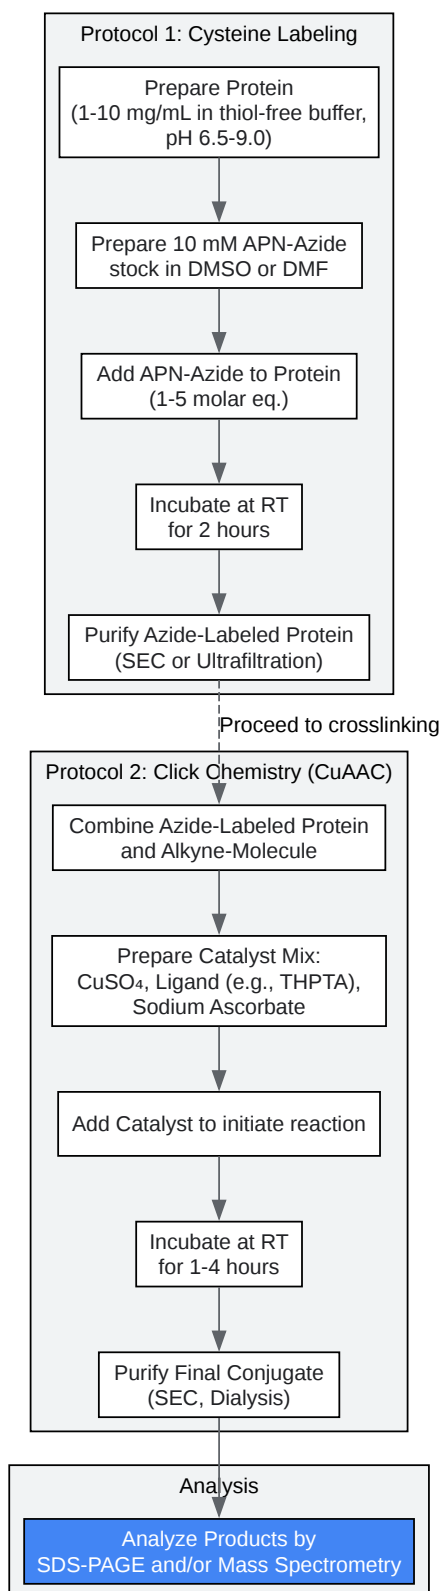 Protocol 1: Cysteine Labeling
Prepare Protein
(1-10 mg/mL in thiol-free buffer,
pH 6.5-9.0)
Prepare 10 mM APN-Azide
stock in DMSO or DMF
Add APN-Azide to Protein
(1-5 molar eq.)
Incubate at RT
for 2 hours
Purify Azide-Labeled Protein
(SEC or Ultrafiltration)
Proceed to crosslinking
Protocol 2: Click Chemistry (CuAAC)
Combine Azide-Labeled Protein
and Alkyne-Molecule
Prepare Catalyst Mix:
CuSO₄, Ligand (e.g., THPTA),
Sodium Ascorbate
Add Catalyst to initiate reaction
Incubate at RT
for 1-4 hours
Purify Final Conjugate
(SEC, Dialysis)
Analysis
Analyze Products by
SDS-PAGE and/or Mass Spectrometry